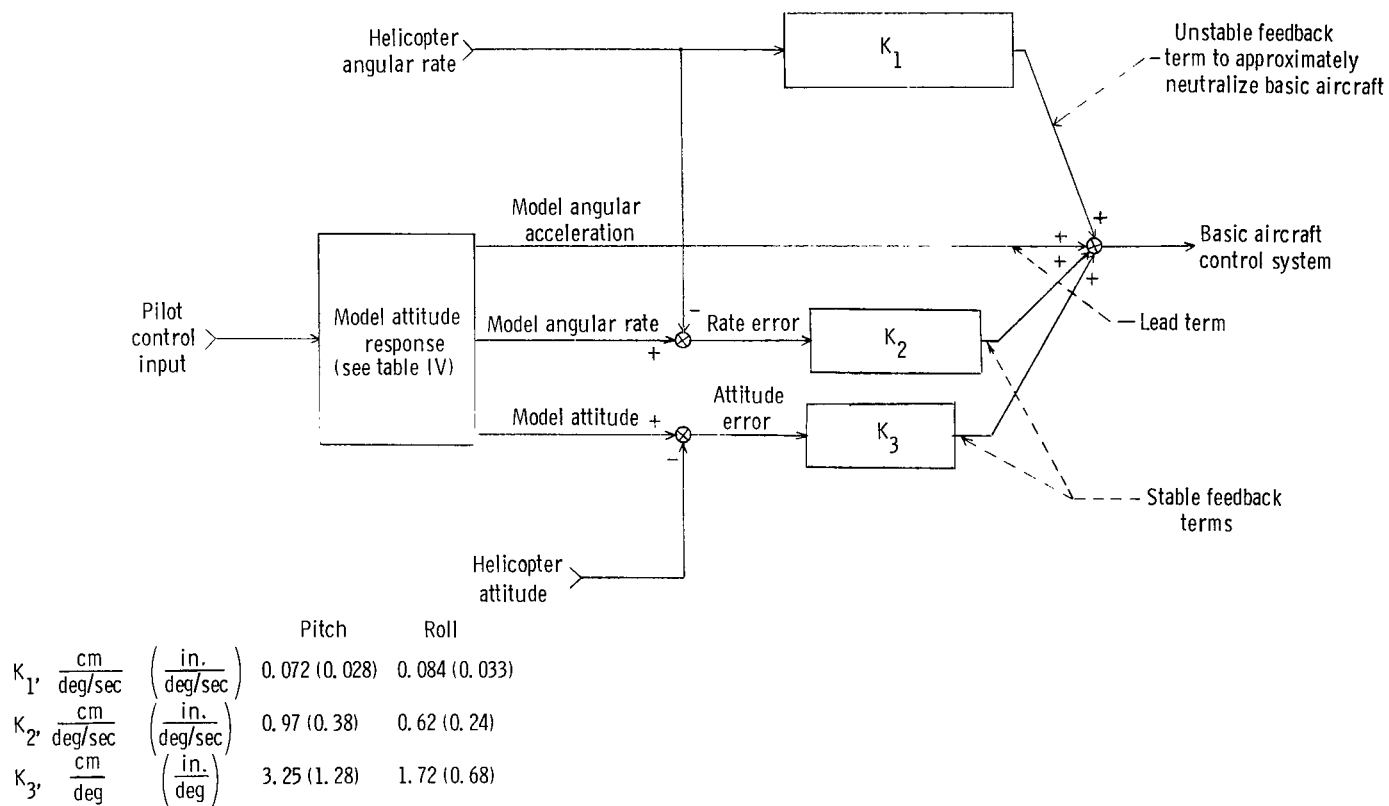 Helicopter
angular rate
K1
Unstable feedback
term to approximately
neutralize basic aircraft
Model angular
acceleration
+
+
+
+
Basic aircraft
control system
Lead term
Pilot
control
input
Model attitude
response
(see table IV)
Model angular rate
−
+
Rate error
K2
Model attitude
+
−
Attitude
error
K3
Stable feedback
terms
Helicopter
attitude
Pitch Roll
K1, cm/deg/sec (in./deg/sec) 0.072 (0.028) 0.084 (0.033)
K2, cm/deg/sec (in./deg/sec) 0.97 (0.38) 0.62 (0.24)
K3, cm/deg (in./deg) 3.25 (1.28) 1.72 (0.68)